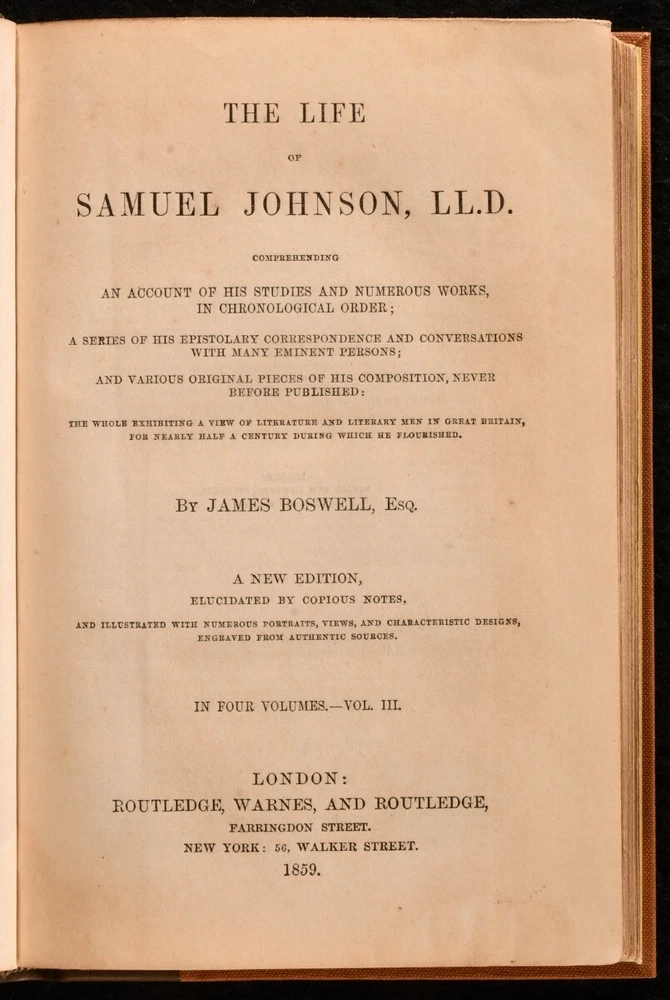 THE LIFE
OF
SAMUEL JOHNSON, LL.D.
COMPREHENDING
AN ACCOUNT OF HIS STUDIES AND NUMEROUS WORKS,
IN CHRONOLOGICAL ORDER;
A SERIES OF HIS EPISTOLARY CORRESPONDENCE AND CONVERSATIONS
WITH MANY EMINENT PERSONS;
AND VARIOUS ORIGINAL PIECES OF HIS COMPOSITION, NEVER
BEFORE PUBLISHED:
THE WHOLE EXHIBITING A VIEW OF LITERATURE AND LITERARY MEN IN GREAT BRITAIN,
FOR NEARLY HALF A CENTURY DURING WHICH HE FLOURISHED.
BY JAMES BOSWELL, ESQ.
A NEW EDITION,
ELUCIDATED BY COPIOUS NOTES,
AND ILLUSTRATED WITH NUMEROUS PORTRAITS, VIEWS, AND CHARACTERISTIC DESIGNS,
ENGRAVED FROM AUTHENTIC SOURCES.
IN FOUR VOLUMES.—VOL. III.
LONDON:
ROUTLEDGE, WARNES, AND ROUTLEDGE,
FARRINGDON STREET.
NEW YORK: 56, WALKER STREET.
1859.